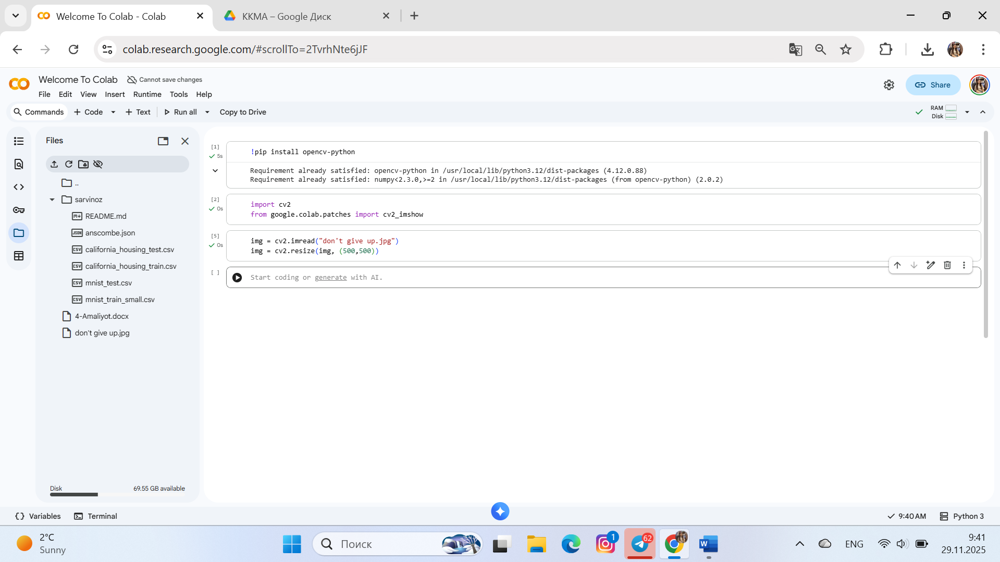 Welcome To Colab - Colab
KKMA – Google Диск
colab.research.google.com/#scrollTo=2TvrhNte6jJF
Welcome To Colab
Cannot save changes
File Edit View Insert Runtime Tools Help
Share
Commands + Code + Text Run all Copy to Drive
RAM
Disk
Files
..
sarvinoz
README.md
anscombe.json
california_housing_test.csv
california_housing_train.csv
mnist_test.csv
mnist_train_small.csv
4-Amaliyot.docx
don't give up.jpg
Disk 69.55 GB available
[1]
5s
!pip install opencv-python
Requirement already satisfied: opencv-python in /usr/local/lib/python3.12/dist-packages (4.12.0.88)
Requirement already satisfied: numpy<2.3.0,>=2 in /usr/local/lib/python3.12/dist-packages (from opencv-python) (2.0.2)
[2]
0s
import cv2
from google.colab.patches import cv2_imshow
[5]
0s
img = cv2.imread("don't give up.jpg")
img = cv2.resize(img, (500,500))
[ ]
Start coding or generate with AI.
{} Variables Terminal
9:40 AM Python 3
2°C
Sunny
Поиск
1
62
ENG
9:41
29.11.2025